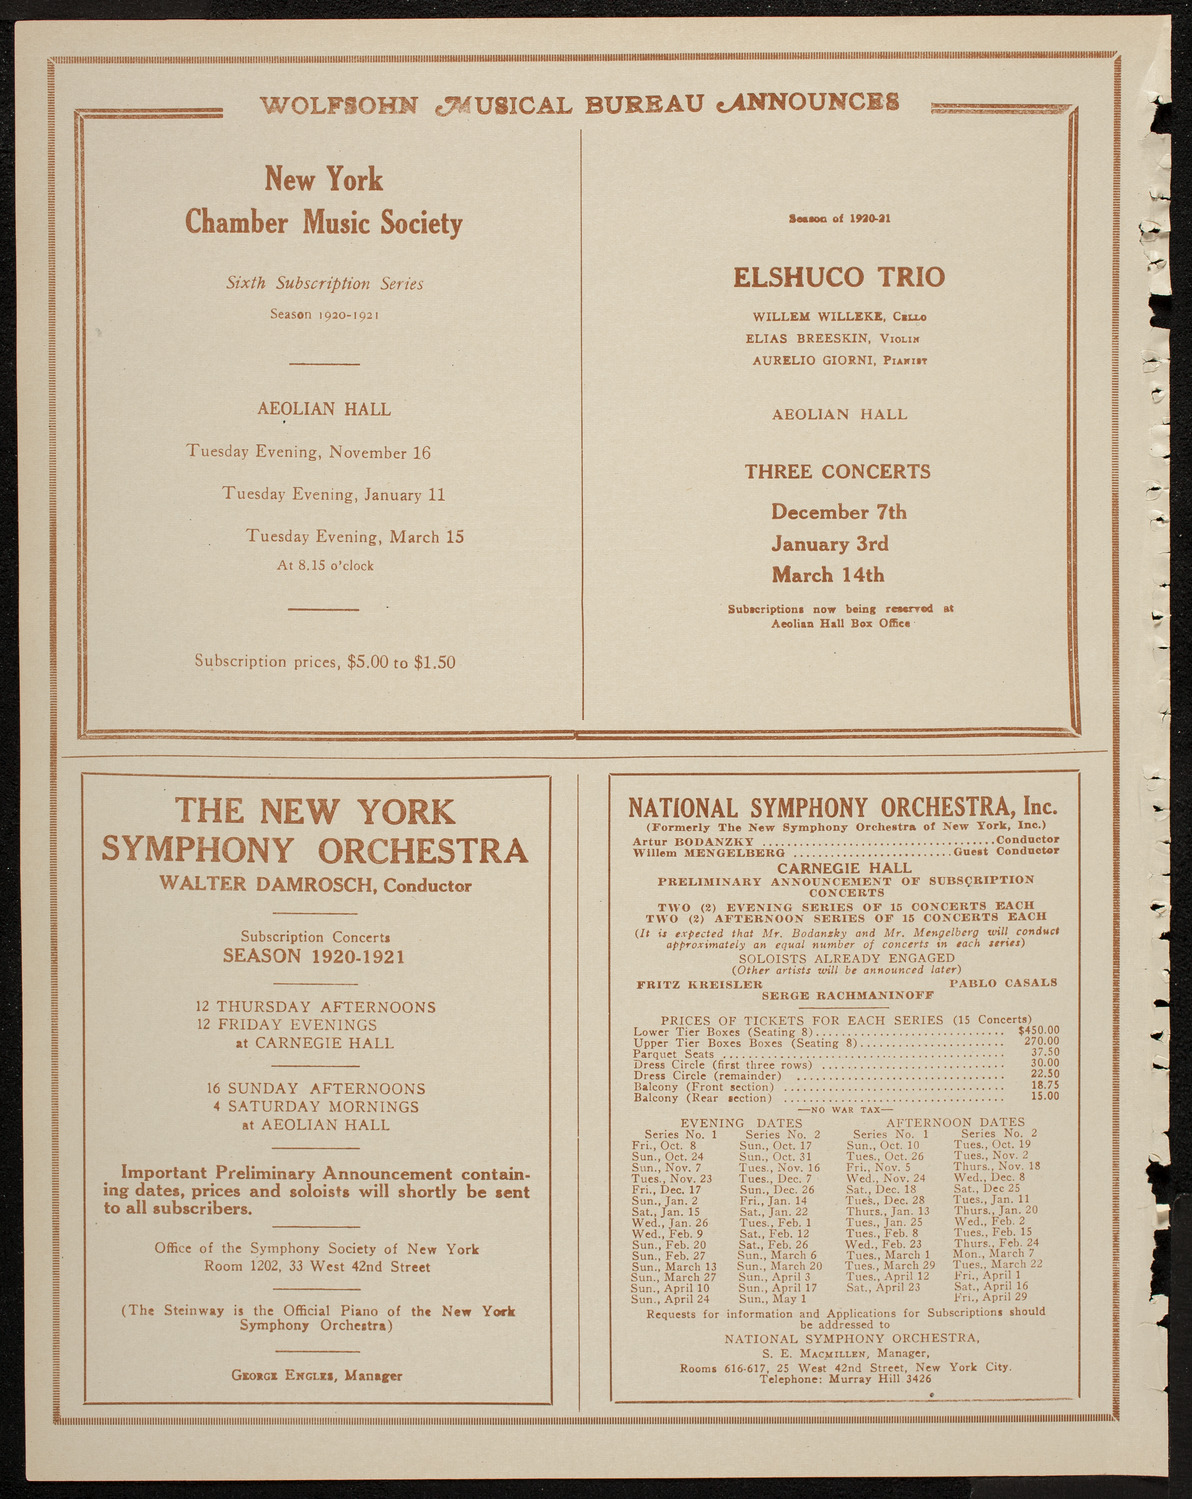 WOLFSOHN MUSICAL BUREAU ANNOUNCES
New York
Chamber Music Society
Sixth Subscription Series
Season 1920-1921
AEOLIAN HALL
Tuesday Evening, November 16
Tuesday Evening, January 11
Tuesday Evening, March 15
At 8.15 o'clock
Subscription prices, $5.00 to $1.50
Season of 1920-21
ELSHUCO TRIO
WILLEM WILLEKE, Cello
ELIAS BREESKIN, Violin
AURELIO GIORNI, Pianist
AEOLIAN HALL
THREE CONCERTS
December 7th
January 3rd
March 14th
Subscriptions now being reserved at
Aeolian Hall Box Office
THE NEW YORK
SYMPHONY ORCHESTRA
WALTER DAMROSCH, Conductor
Subscription Concerts
SEASON 1920-1921
12 THURSDAY AFTERNOONS
12 FRIDAY EVENINGS
at CARNEGIE HALL
16 SUNDAY AFTERNOONS
4 SATURDAY MORNINGS
at AEOLIAN HALL
Important Preliminary Announcement contain-
ing dates, prices and soloists will shortly be sent
to all subscribers.
Office of the Symphony Society of New York
Room 1202, 33 West 42nd Street
(The Steinway is the Official Piano of the New York
Symphony Orchestra)
George Engles, Manager
NATIONAL SYMPHONY ORCHESTRA, Inc.
(Formerly The New Symphony Orchestra of New York, Inc.)
Artur BODANZKY ....................................Conductor
Willem MENGELBERG .........................Guest Conductor
CARNEGIE HALL
PRELIMINARY ANNOUNCEMENT OF SUBSCRIPTION
CONCERTS
TWO (2) EVENING SERIES OF 15 CONCERTS EACH
TWO (2) AFTERNOON SERIES OF 15 CONCERTS EACH
(It is expected that Mr. Bodanzky and Mr. Mengelberg will conduct
approximately an equal number of concerts in each series)
SOLOISTS ALREADY ENGAGED
(Other artists will be announced later)
FRITZ KREISLER PABLO CASALS
SERGE RACHMANINOFF
PRICES OF TICKETS FOR EACH SERIES (15 Concerts)
Lower Tier Boxes (Seating 8)............................. $450.00
Upper Tier Boxes Boxes (Seating 8)...................... 270.00
Parquet Seats ........................................... 37.50
Dress Circle (first three rows) ............................ 30.00
Dress Circle (remainder) ................................ 22.50
Balcony (Front section) .................................. 18.75
Balcony (Rear section) .................................. 15.00
—NO WAR TAX—
EVENING DATES AFTERNOON DATES
Series No. 1 Series No. 2 Series No. 1 Series No. 2
Fri., Oct. 8 Sun., Oct. 17 Sun., Oct. 10 Tues., Oct. 19
Sun., Oct. 24 Sun., Oct. 31 Tues., Oct. 26 Tues., Nov. 2
Sun., Nov. 7 Tues., Nov. 16 Fri., Nov. 5 Thurs., Nov. 18
Tues., Nov. 23 Tues., Dec. 7 Wed., Nov. 24 Wed., Dec. 8
Fri., Dec. 17 Sun., Dec. 26 Sat., Dec. 18 Sat., Dec 25
Sun., Jan. 2 Fri., Jan. 14 Tues., Dec. 28 Tues., Jan. 11
Sat., Jan. 15 Sat., Jan. 22 Thurs., Jan. 13 Thurs., Jan. 20
Wed., Jan. 26 Tues., Feb. 1 Tues., Jan. 25 Wed., Feb. 2
Wed., Feb. 9 Sat., Feb. 12 Tues., Feb. 8 Tues., Feb. 15
Sun., Feb. 20 Sat., Feb. 26 Wed., Feb. 23 Thurs., Feb. 24
Sun., Feb. 27 Sun., March 6 Tues., March 1 Mon., March 7
Sun., March 13 Sun., March 20 Tues., March 29 Tues., March 22
Sun., March 27 Sun., April 3 Tues., April 12 Fri., April 1
Sun., April 10 Sun., April 17 Sat., April 23 Sat., April 16
Sun., April 24 Sun., May 1 Fri., April 29
Requests for information and Applications for Subscriptions should
be addressed to
NATIONAL SYMPHONY ORCHESTRA,
S. E. Macmillen, Manager,
Rooms 616-617, 25 West 42nd Street, New York City.
Telephone: Murray Hill 3426